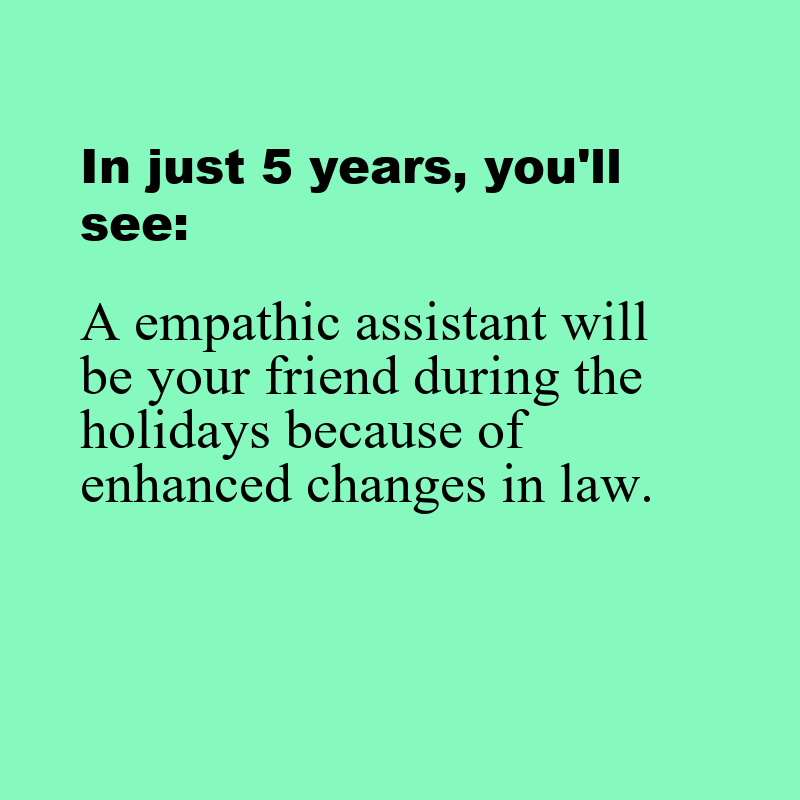 In just 5 years, you'll
see:
A empathic assistant will
be your friend during the
holidays because of
enhanced changes in law.